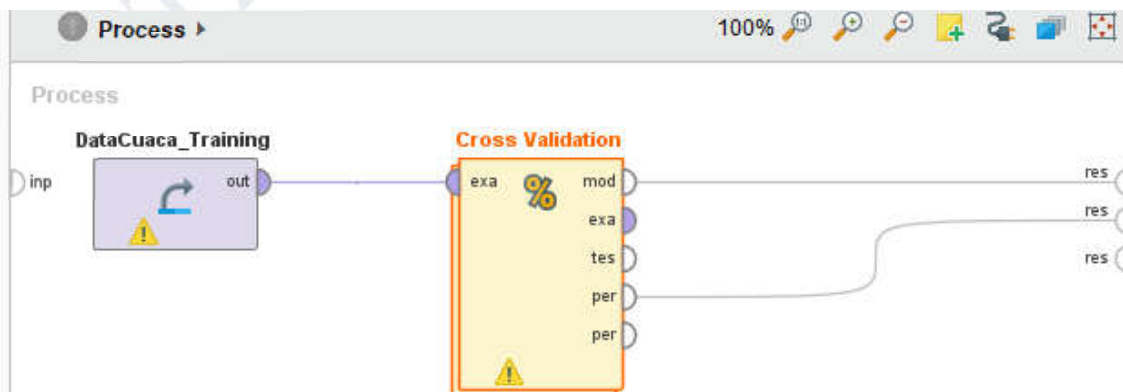 Process
100%
Process
DataCuaca_Training
Cross Validation
inp
out
exa
mod
exa
tes
per
per
res
res
res